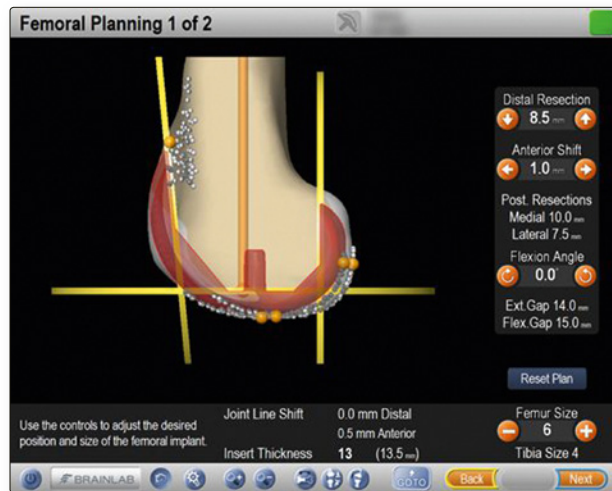 Femoral Planning 1 of 2
Distal Resection
8.5 mm
Anterior Shift
1.0 mm
Post. Resections
Medial 10.0 mm
Lateral 7.5 mm
Flexion Angle
0.0°
Ext.Gap 14.0 mm
Flex.Gap 15.0 mm
Reset Plan
Use the controls to adjust the desired
position and size of the femoral implant.
Joint Line Shift 0.0 mm Distal
0.5 mm Anterior
Insert Thickness 13 (13.5 mm)
Femur Size
6
Tibia Size 4
BRAINLAB
GOTO
Back
Next